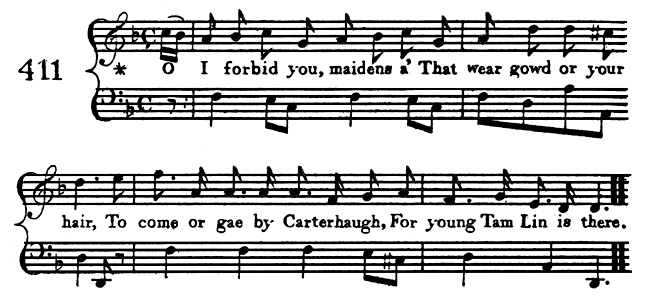 411
* O I forbid you, maidens a' That wear gowd or your
hair, To come or gae by Carterhaugh, For young Tam Lin is there.